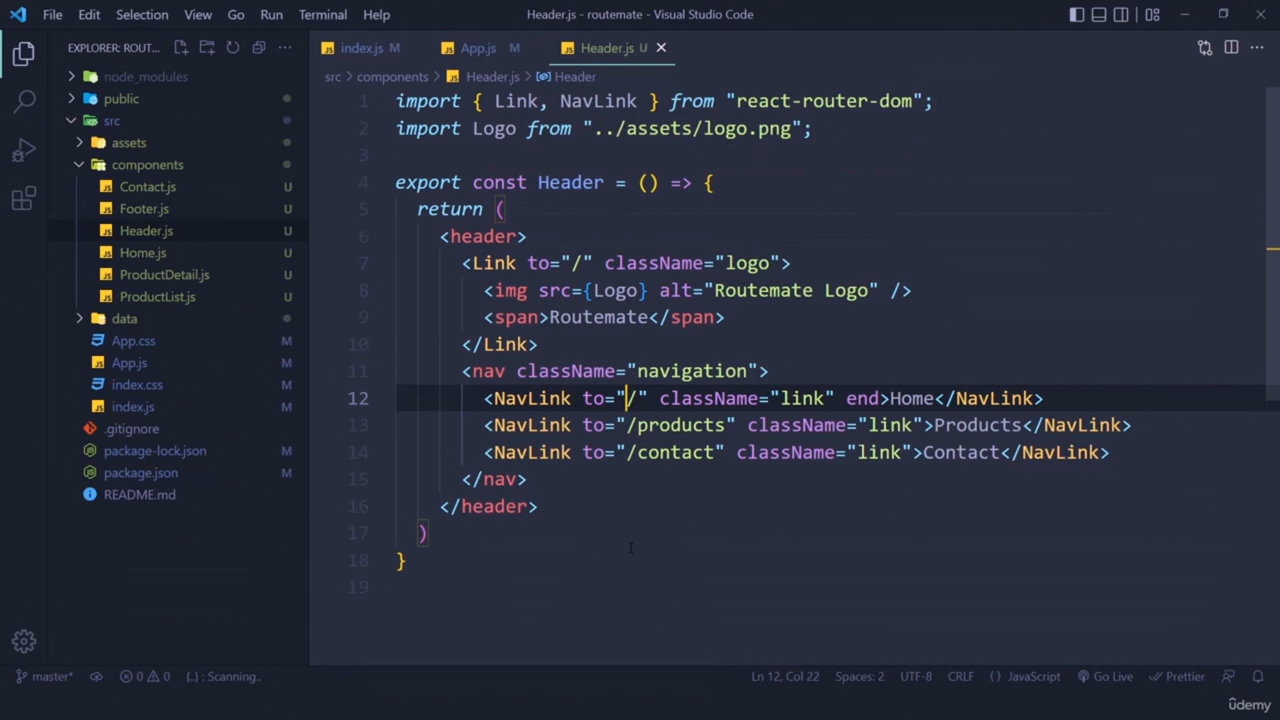 File Edit Selection View Go Run Terminal Help Header.js - routemate - Visual Studio Code
EXPLORER: ROUT...
index.js M App.js M Header.js U
node_modules
public
src
assets
components
Contact.js U
Footer.js U
Header.js U
Home.js U
ProductDetail.js U
ProductList.js U
data
App.css M
App.js M
index.css M
index.js M
.gitignore
package-lock.json M
package.json M
README.md
src > components > Header.js > Header
1 import { Link, NavLink } from "react-router-dom";
2 import Logo from "../assets/logo.png";
3
4 export const Header = () => {
5 return (
6 <header>
7 <Link to="/" className="logo">
8 <img src={Logo} alt="Routemate Logo" />
9 <span>Routemate</span>
10 </Link>
11 <nav className="navigation">
12 <NavLink to="/" className="link" end>Home</NavLink>
13 <NavLink to="/products" className="link">Products</NavLink>
14 <NavLink to="/contact" className="link">Contact</NavLink>
15 </nav>
16 </header>
17 )
18 }
19
master* 0 0 {..} : Scanning.. Ln 12, Col 22 Spaces: 2 UTF-8 CRLF {} JavaScript Go Live Prettier
ûdemy